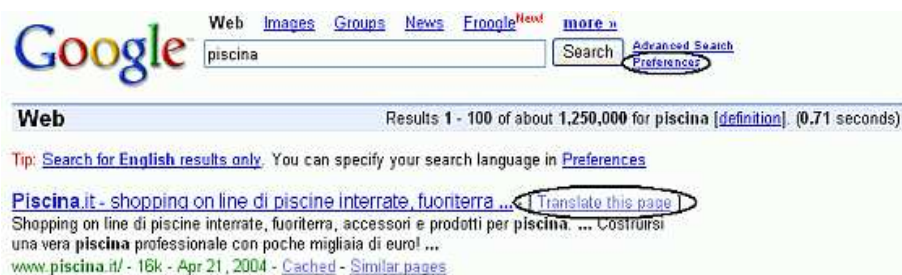 Google Web Images Groups News Froogle New! more »
piscina Search Advanced Search
Preferences
Web Results 1 - 100 of about 1,250,000 for piscina [definition]. (0.71 seconds)
Tip: Search for English results only. You can specify your search language in Preferences
Piscina.it - shopping on line di piscine interrate, fuoriterra ... - [ Translate this page ]
Shopping on line di piscine interrate, fuoriterra, accessori e prodotti per piscina. ... Costruirsi
una vera piscina professionale con poche migliaia di euro! ...
www.piscina.it/ - 16k - Apr 21, 2004 - Cached - Similar pages